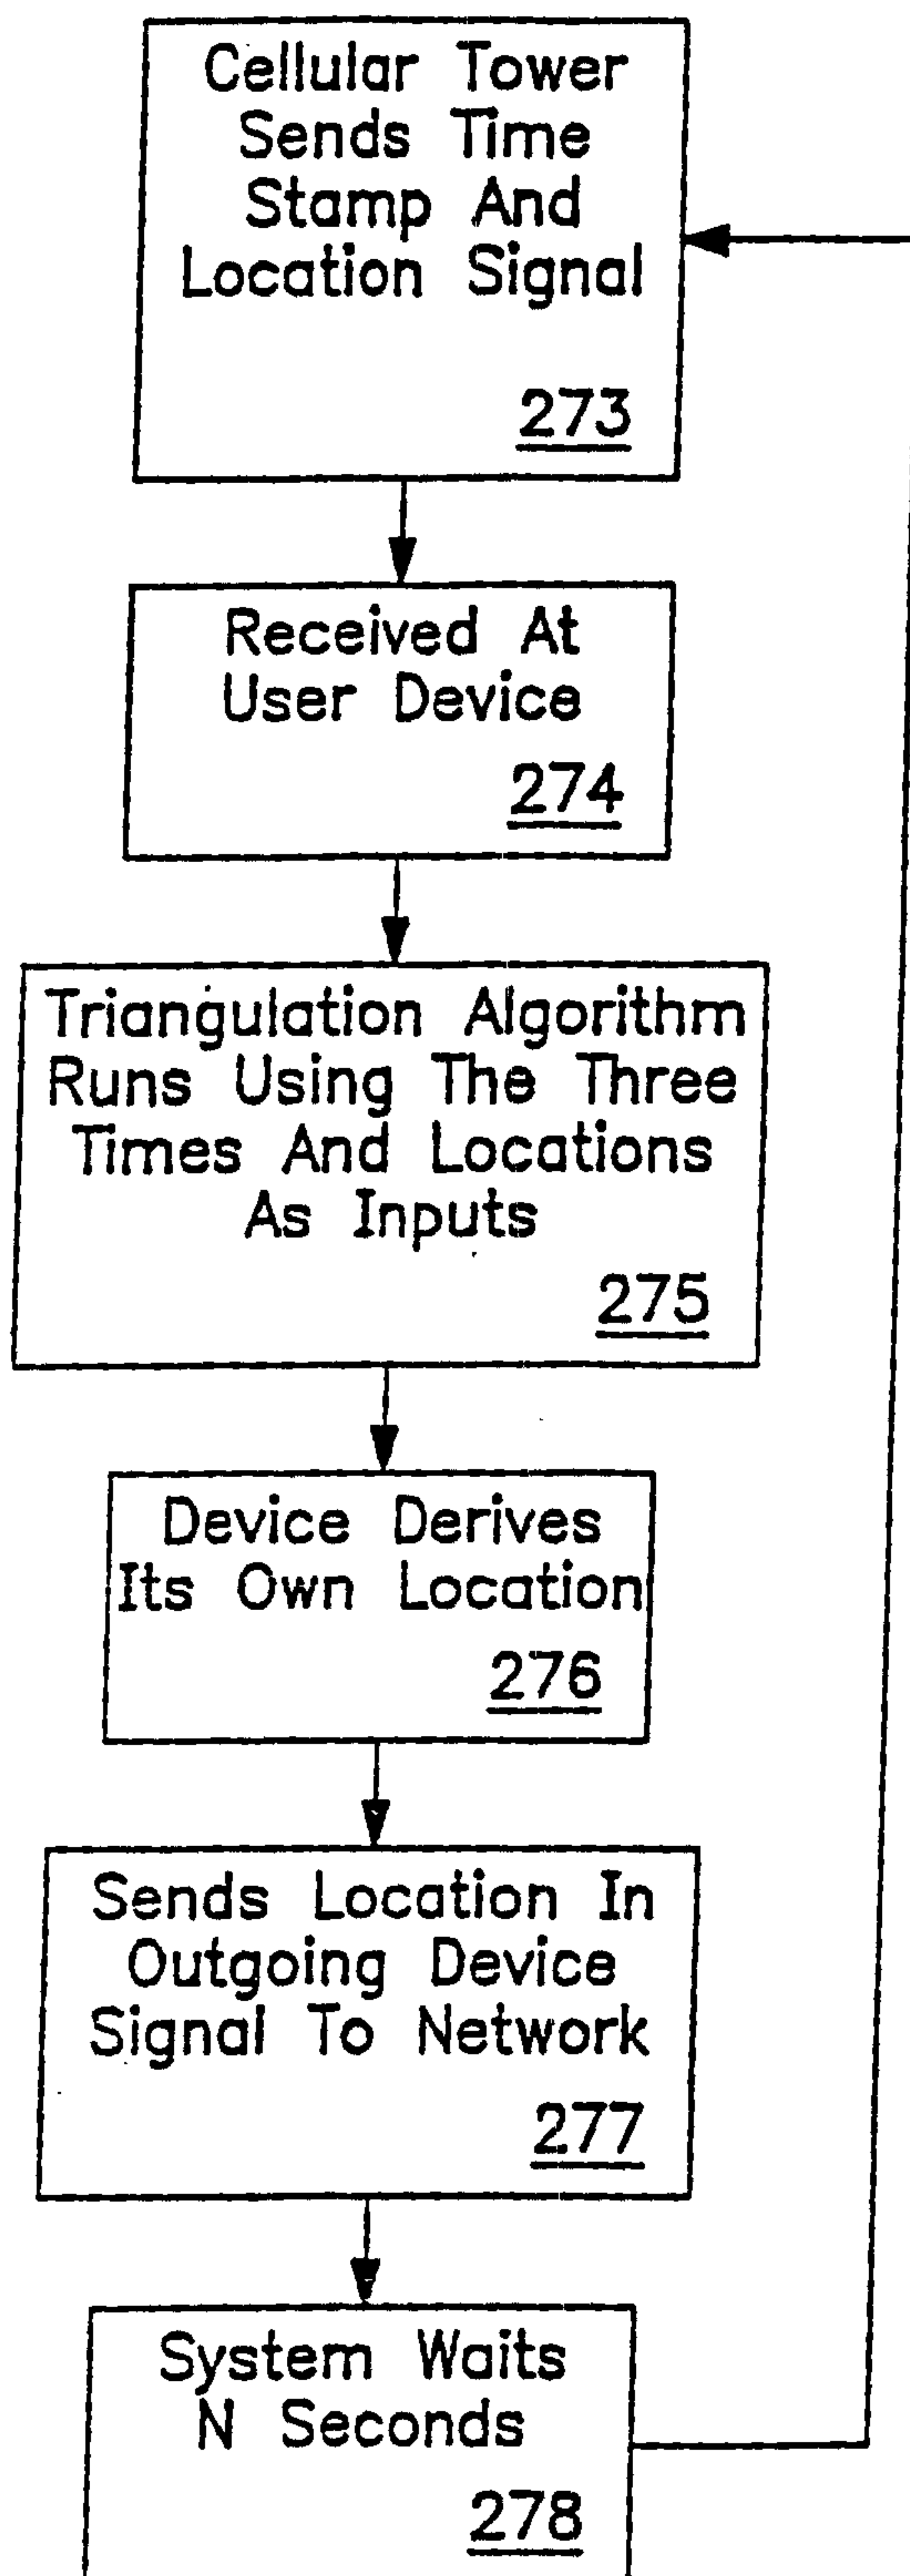 Cellular Tower
Sends Time
Stamp And
Location Signal
273
Received At
User Device
274
Triangulation Algorithm
Runs Using The Three
Times And Locations
As Inputs
275
Device Derives
Its Own Location
276
Sends Location In
Outgoing Device
Signal To Network
277
System Waits
N Seconds
278